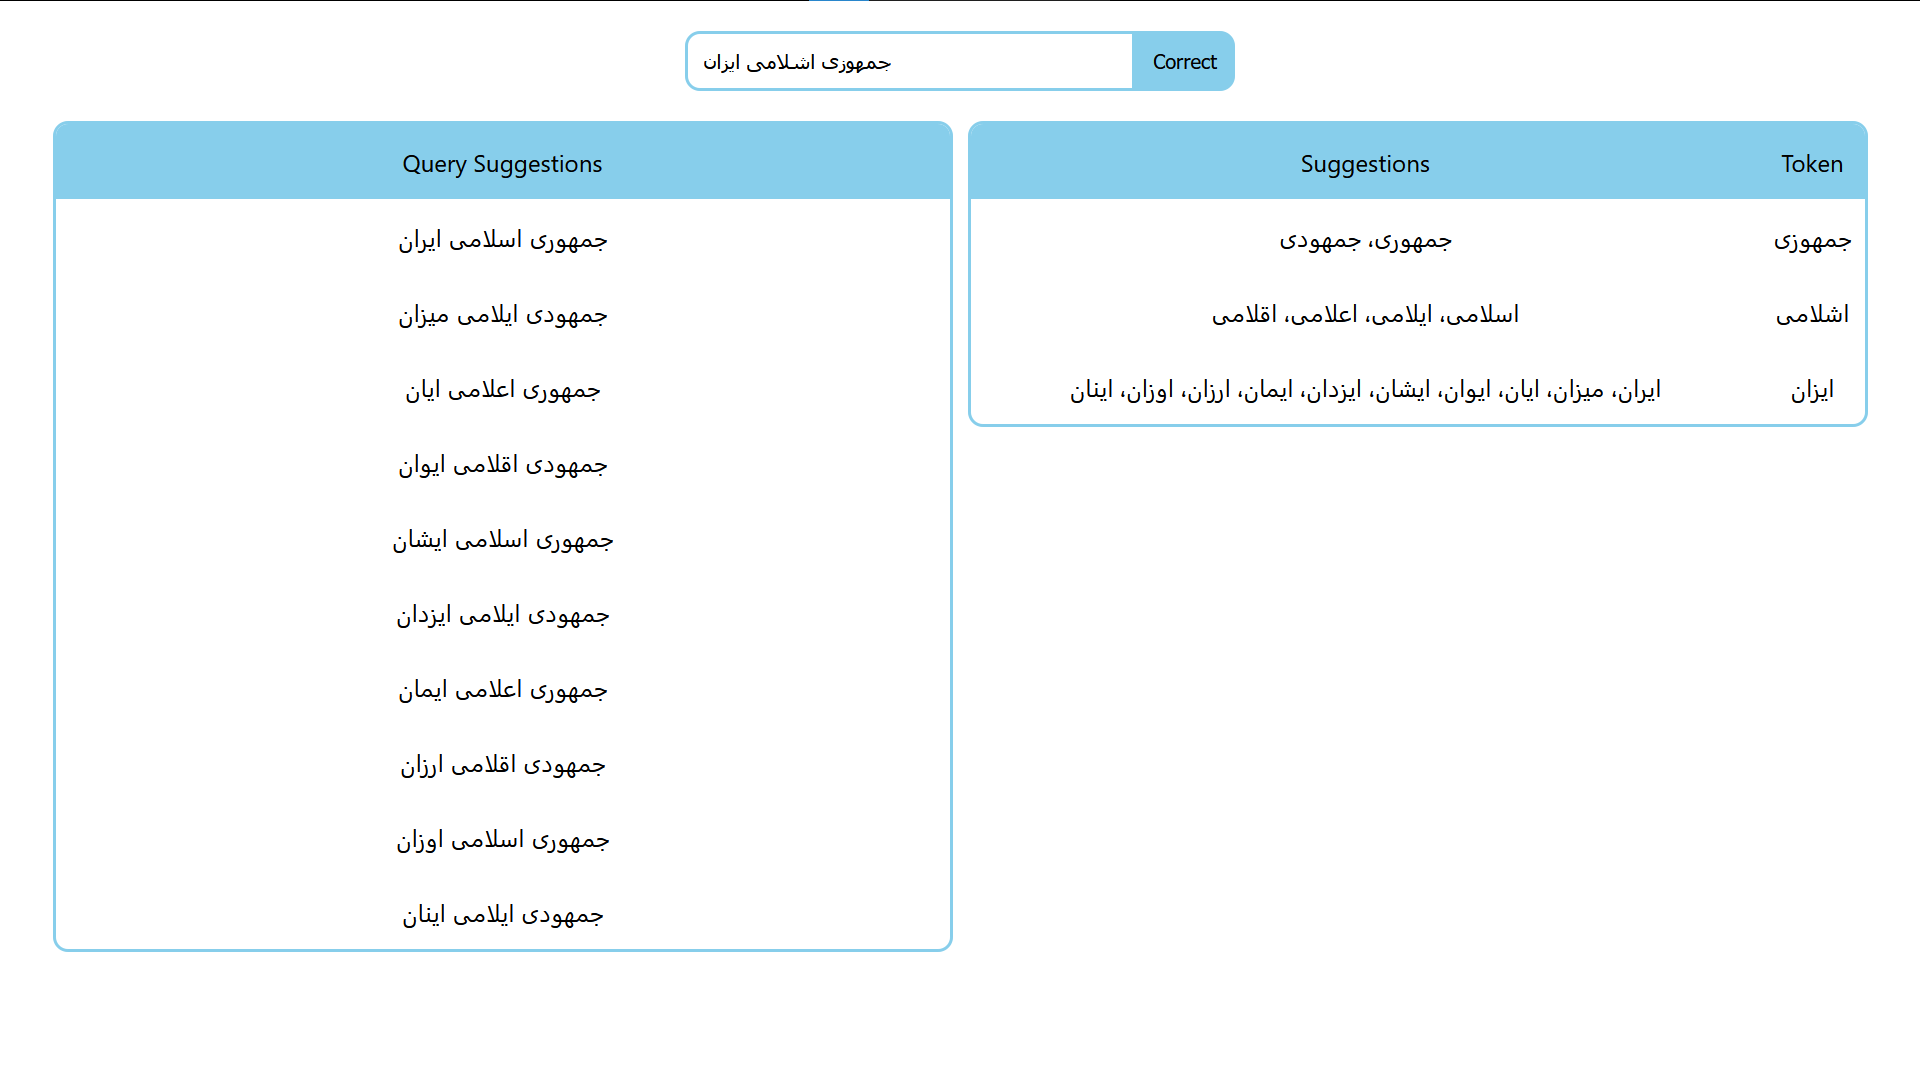 جمهوزی اشلامی ایزان
Correct
Query Suggestions
جمهوری اسلامی ایران
جمهودی ایلامی میزان
جمهوری اعلامی ایان
جمهودی اقلامی ایوان
جمهوری اسلامی ایشان
جمهودی ایلامی ایزدان
جمهوری اعلامی ایمان
جمهودی اقلامی ارزان
جمهوری اسلامی اوزان
جمهودی ایلامی اینان
Suggestions Token
جمهوزی جمهوری، جمهودی
اشلامی اسلامی، ایلامی، اعلامی، اقلامی
ایزان ایران، میزان، ایان، ایوان، ایشان، ایزدان، ایمان، ارزان، اوزان، اینان